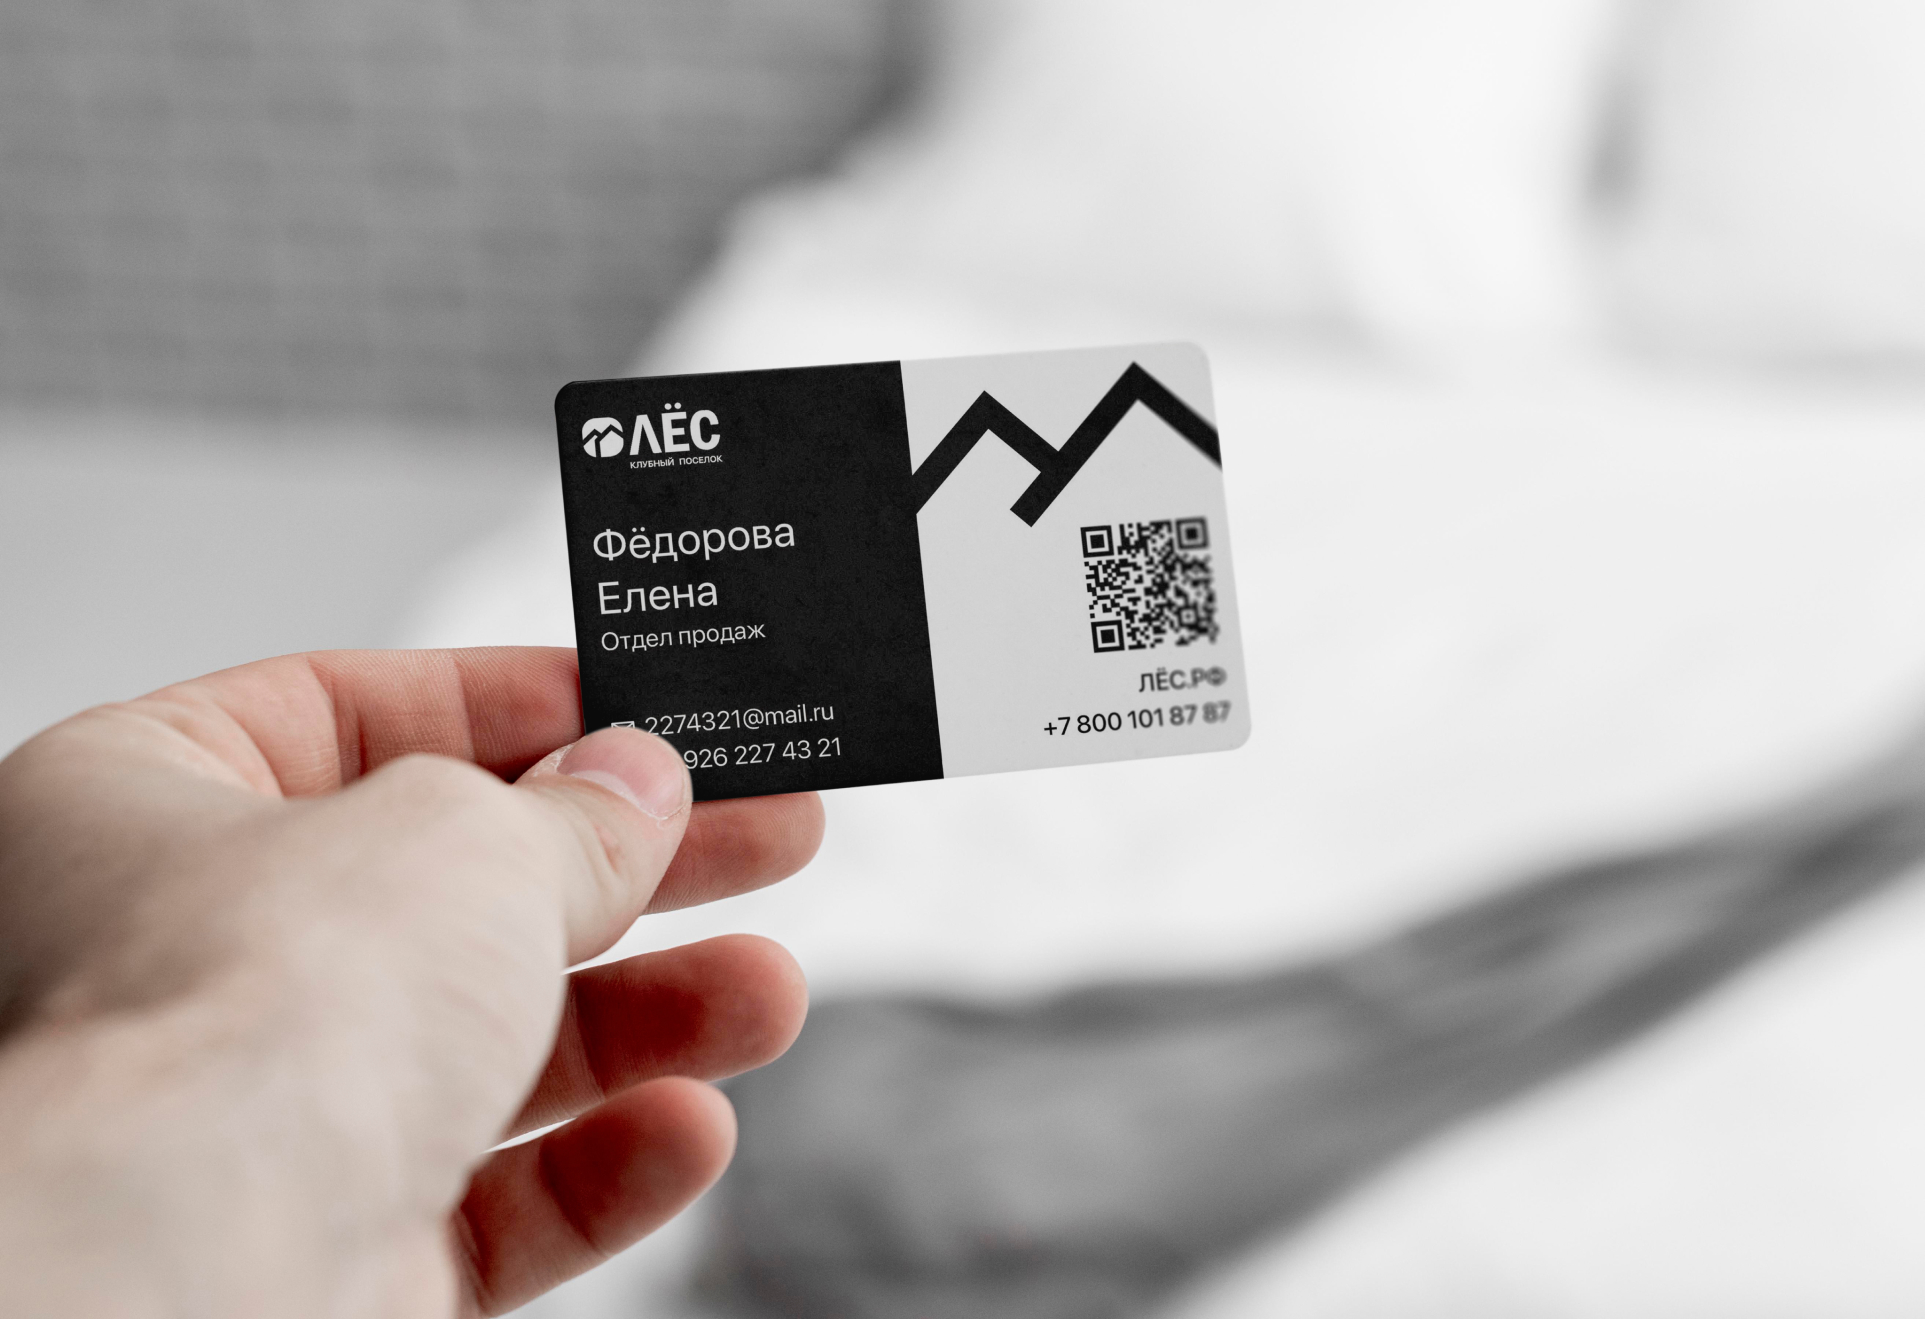 ЛЁС
КЛУБНЫЙ ПОСЕЛОК
Фёдорова
Елена
Отдел продаж
2274321@mail.ru
926 227 43 21
ЛЁС.РФ
+7 800 101 87 87